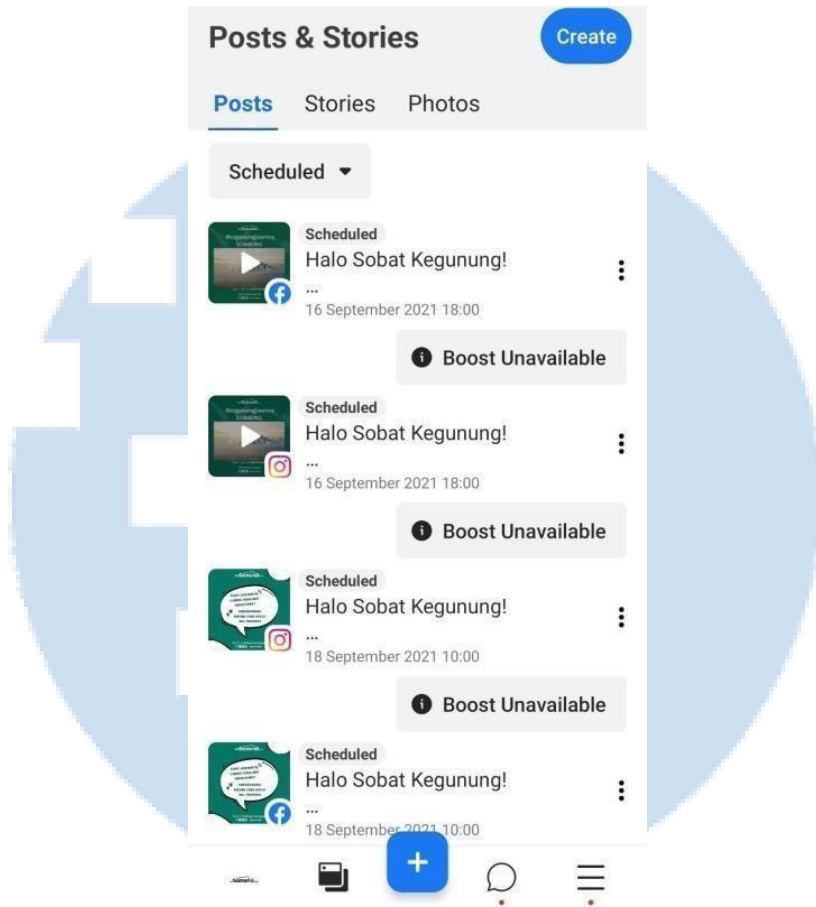 Posts & Stories
Create
Posts Stories Photos
Scheduled
Scheduled
Halo Sobat Kegunung!
...
16 September 2021 18:00
Boost Unavailable
Scheduled
Halo Sobat Kegunung!
...
16 September 2021 18:00
Boost Unavailable
Scheduled
Halo Sobat Kegunung!
...
18 September 2021 10:00
Boost Unavailable
Scheduled
Halo Sobat Kegunung!
...
18 September 2021 10:00